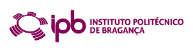 ipb INSTITUTO POLITÉCNICO
DE BRAGANÇA